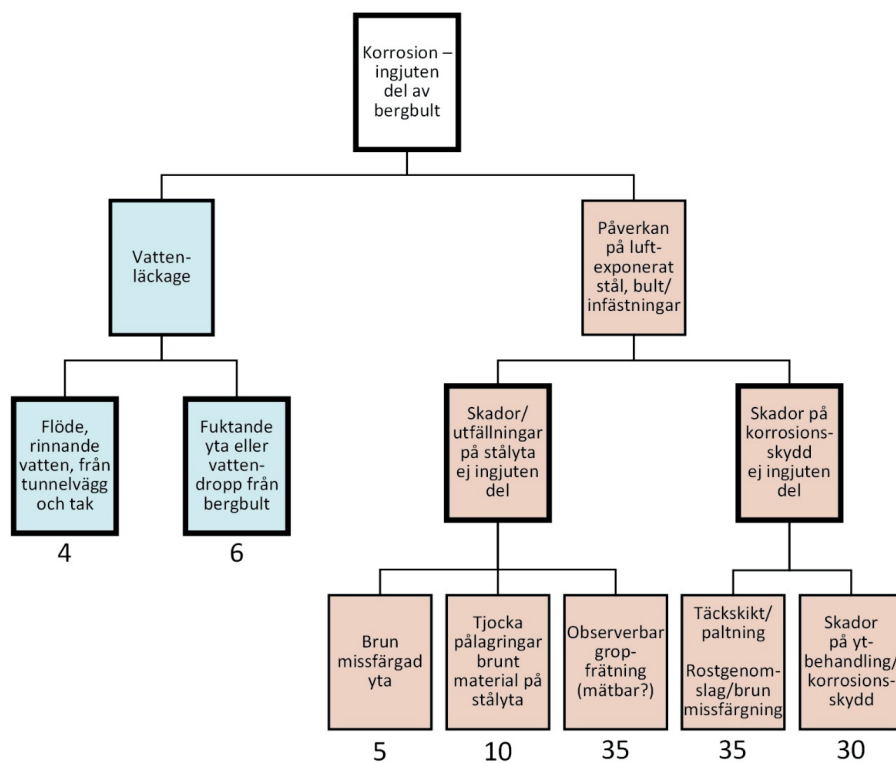 Korrosion –
ingjuten
del av
bergbult
Vatten-
läckage
Påverkan
på luft-
exponerat
stål, bult/
infästningar
Flöde,
rinnande
vatten, från
tunnelvägg
och tak
Fuktande
yta eller
vatten-
dropp från
bergbult
Skador/
utfällningar
på stålyta
ej ingjuten
del
Skador på
korrosions-
skydd
ej ingjuten
del
4
6
Brun
missfärgad
yta
Tjocka
pålagringar
brunt
material på
stålyta
Observerbar
grop-
frätning
(mätbar?)
Täckskikt/
paltning
Rostgenom-
slag/brun
missfärgning
Skador
på yt-
behandling/
korrosions-
skydd
5
10
35
35
30